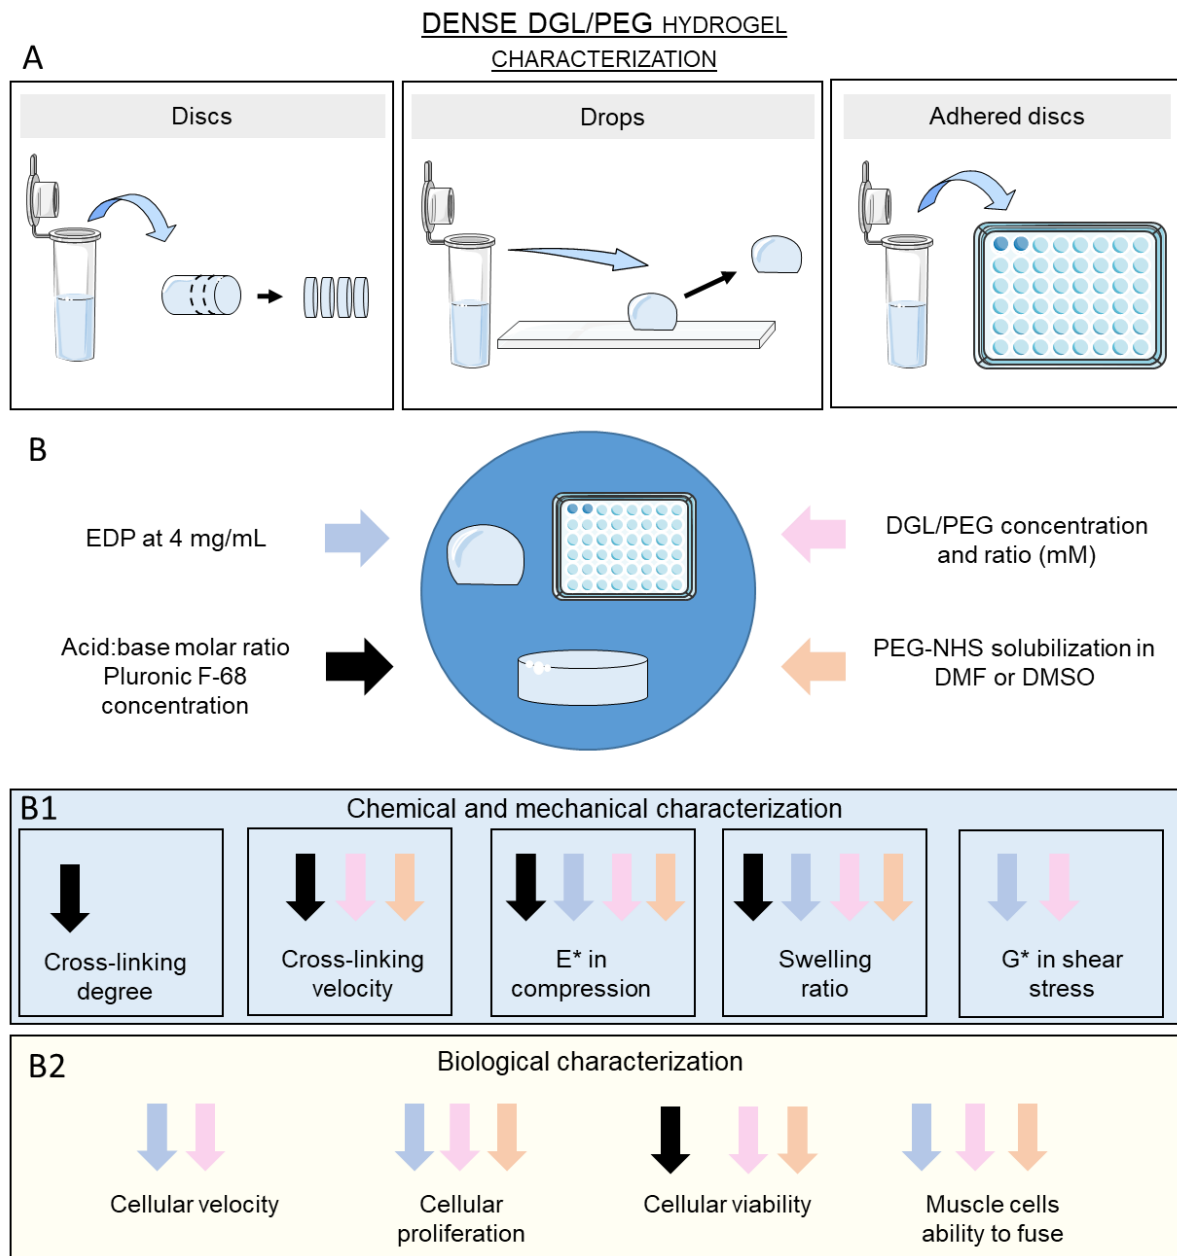 DENSE DGL/PEG HYDROGEL
CHARACTERIZATION
A
Discs
Drops
Adhered discs
B
EDP at 4 mg/mL
DGL/PEG concentration
and ratio (mM)
Acid:base molar ratio
Pluronic F-68
concentration
PEG-NHS solubilization in
DMF or DMSO
B1
Chemical and mechanical characterization
Cross-linking
degree
Cross-linking
velocity
E* in
compression
Swelling
ratio
G* in shear
stress
B2
Biological characterization
Cellular velocity
Cellular
proliferation
Cellular viability
Muscle cells
ability to fuse